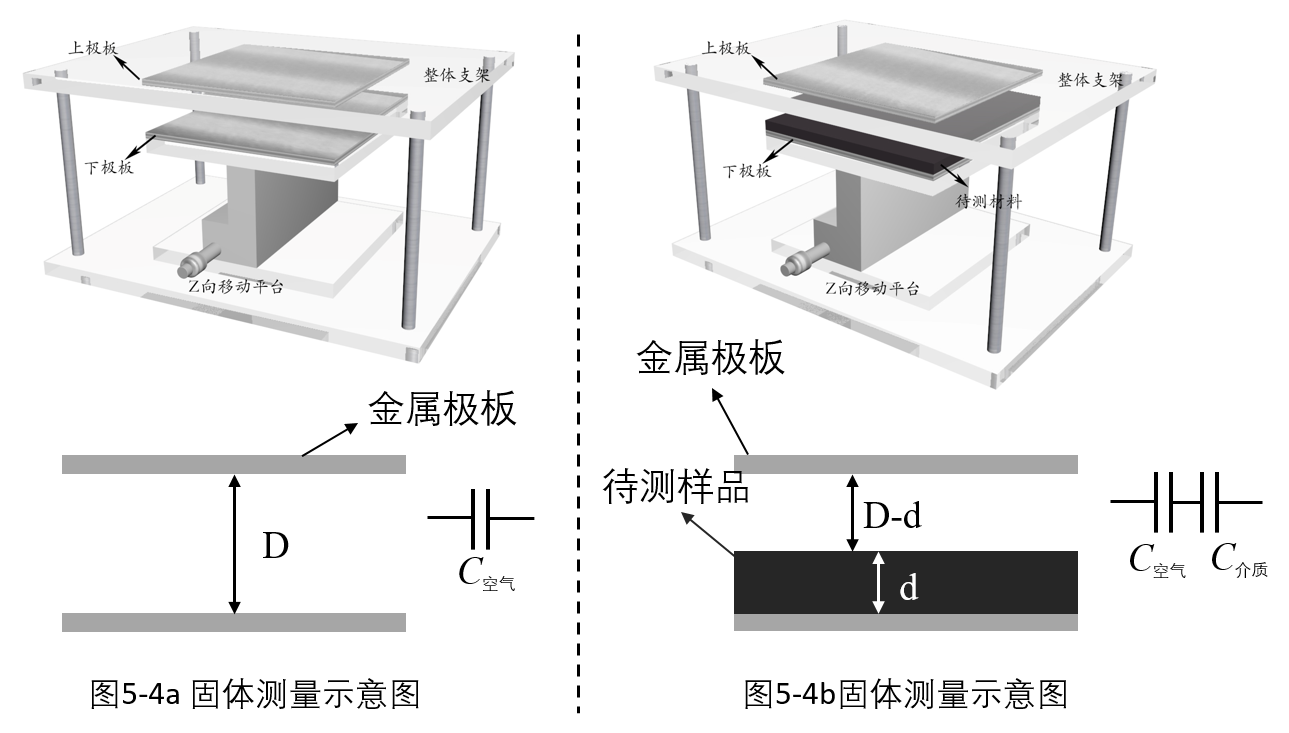 上极板
整体支架
下极板
Z向移动平台
金属极板
D
C空气
图5-4a 固体测量示意图
上极板
整体支架
下极板
待测材料
Z向移动平台
金属极板
待测样品
D-d
d
C空气 C介质
图5-4b固体测量示意图